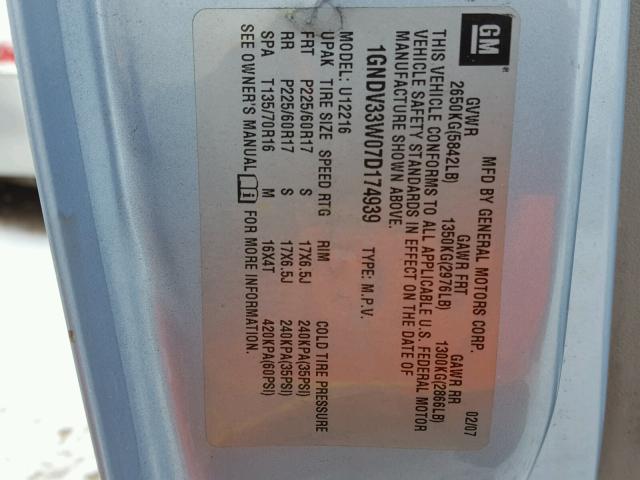 GM ®
MFD BY GENERAL MOTORS CORP. 02/07
GVWR GAWR FRT GAWR RR
2650KG(5842LB) 1350KG(2976LB) 1300KG(2866LB)
THIS VEHICLE CONFORMS TO ALL APPLICABLE U.S. FEDERAL MOTOR
VEHICLE SAFETY STANDARDS IN EFFECT ON THE DATE OF
MANUFACTURE SHOWN ABOVE.
1GNDV33W07D174939 TYPE: M.P.V.
MODEL: U12216
UPAK TIRE SIZE SPEED RTG RIM COLD TIRE PRESSURE
FRT P225/60R17 S 17X6.5J 240KPA(35PSI)
RR P225/60R17 S 17X6.5J 240KPA(35PSI)
SPA T135/70R16 M 16X4T 420KPA(60PSI)
SEE OWNER'S MANUAL i FOR MORE INFORMATION.